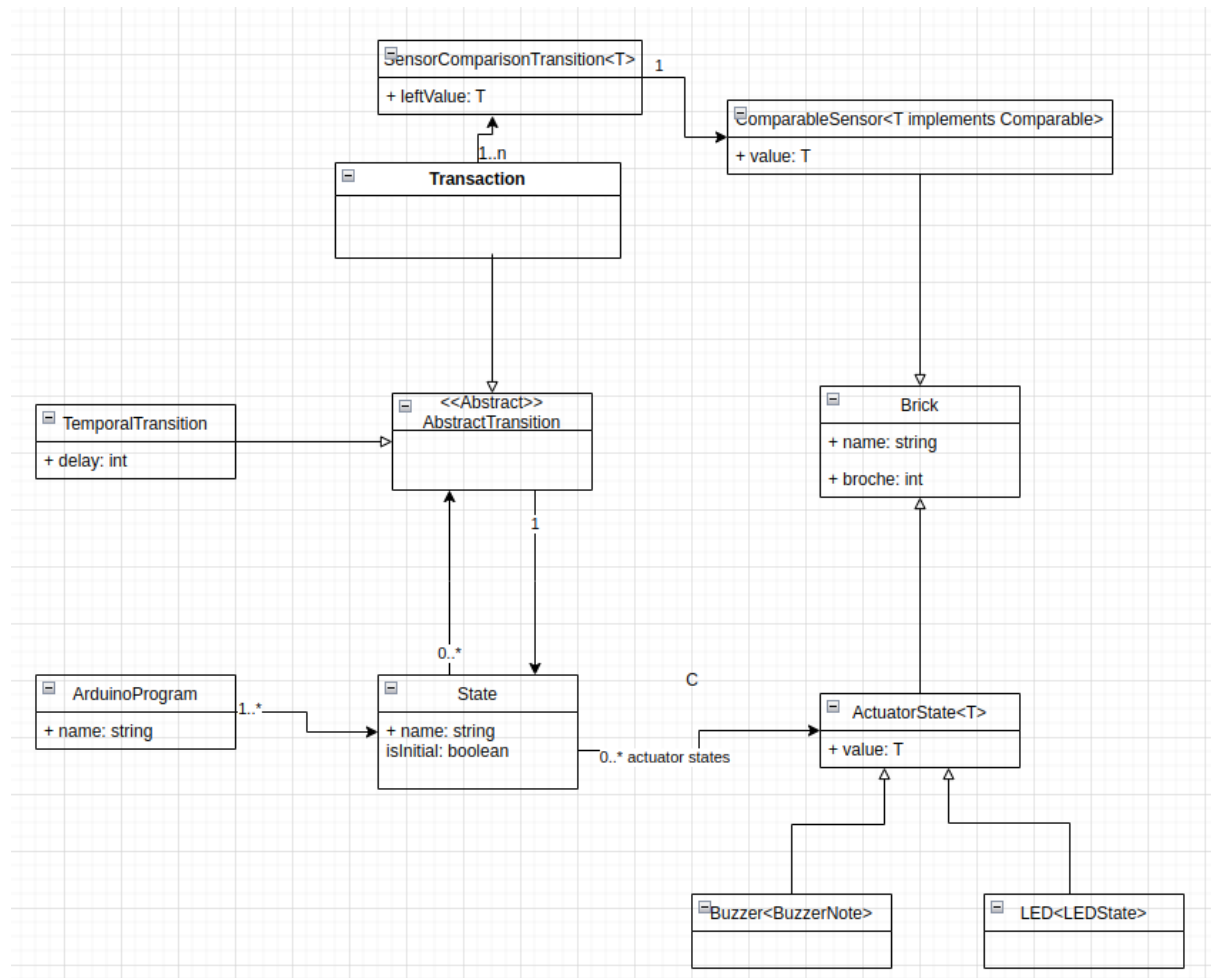 SensorComparisonTransition<T>
+ leftValue: T
1
ComparableSensor<T implements Comparable>
+ value: T
1..n
Transaction
<<Abstract>>
AbstractTransition
TemporalTransition
+ delay: int
Brick
+ name: string
+ broche: int
1
0..*
ArduinoProgram
+ name: string
1..*
State
+ name: string
isInitial: boolean
C
0..* actuator states
ActuatorState<T>
+ value: T
Buzzer<BuzzerNote>
LED<LEDState>